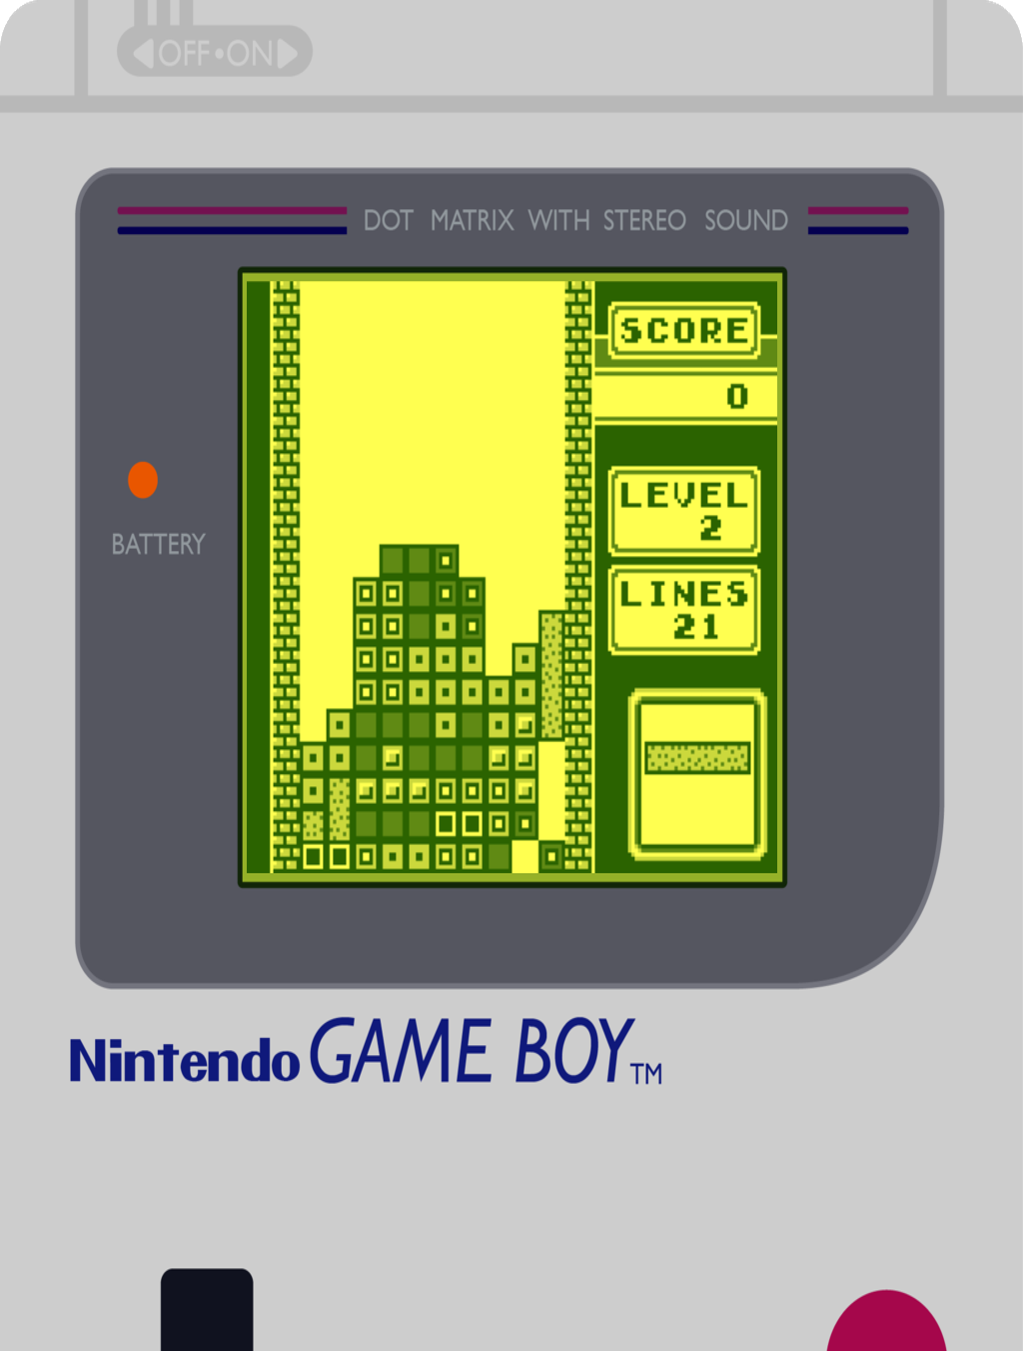 OFF•ON
DOT MATRIX WITH STEREO SOUND
SCORE
0
LEVEL
2
LINES
21
BATTERY
Nintendo GAME BOY TM